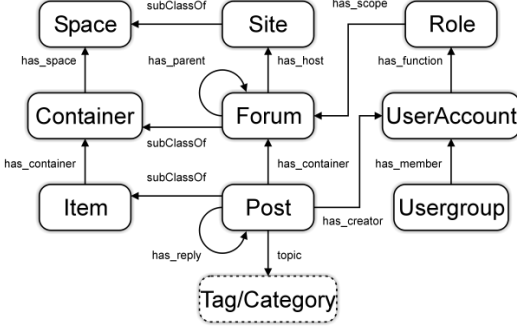 Space
subClassOf
Site
has_scope
Role
has_space
has_parent
has_host
has_function
Container
subClassOf
Forum
UserAccount
has_container
subClassOf
has_container
has_member
Item
Post
has_creator
Usergroup
has_reply
topic
Tag/Category